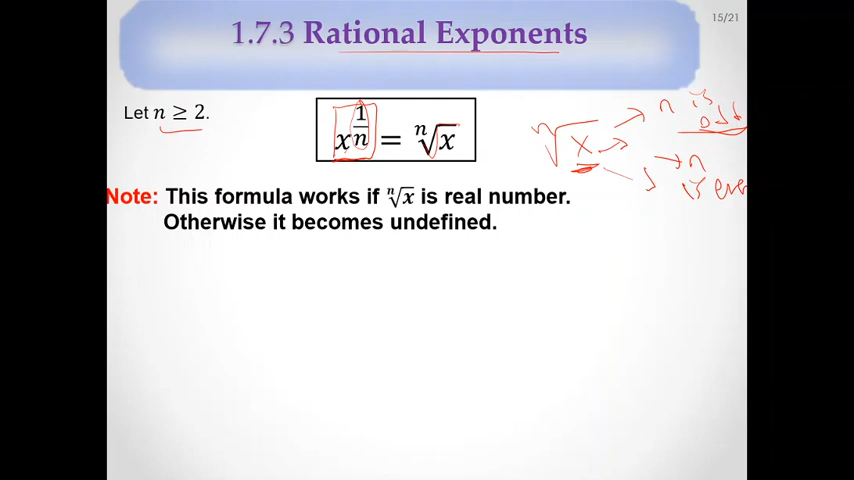 15/21
1.7.3 Rational Exponents
Let n ≥ 2.
x^(1/n) = ⁿ√x
ⁿ√x
n is odd
n is eve
Note: This formula works if ⁿ√x is real number.
Otherwise it becomes undefined.